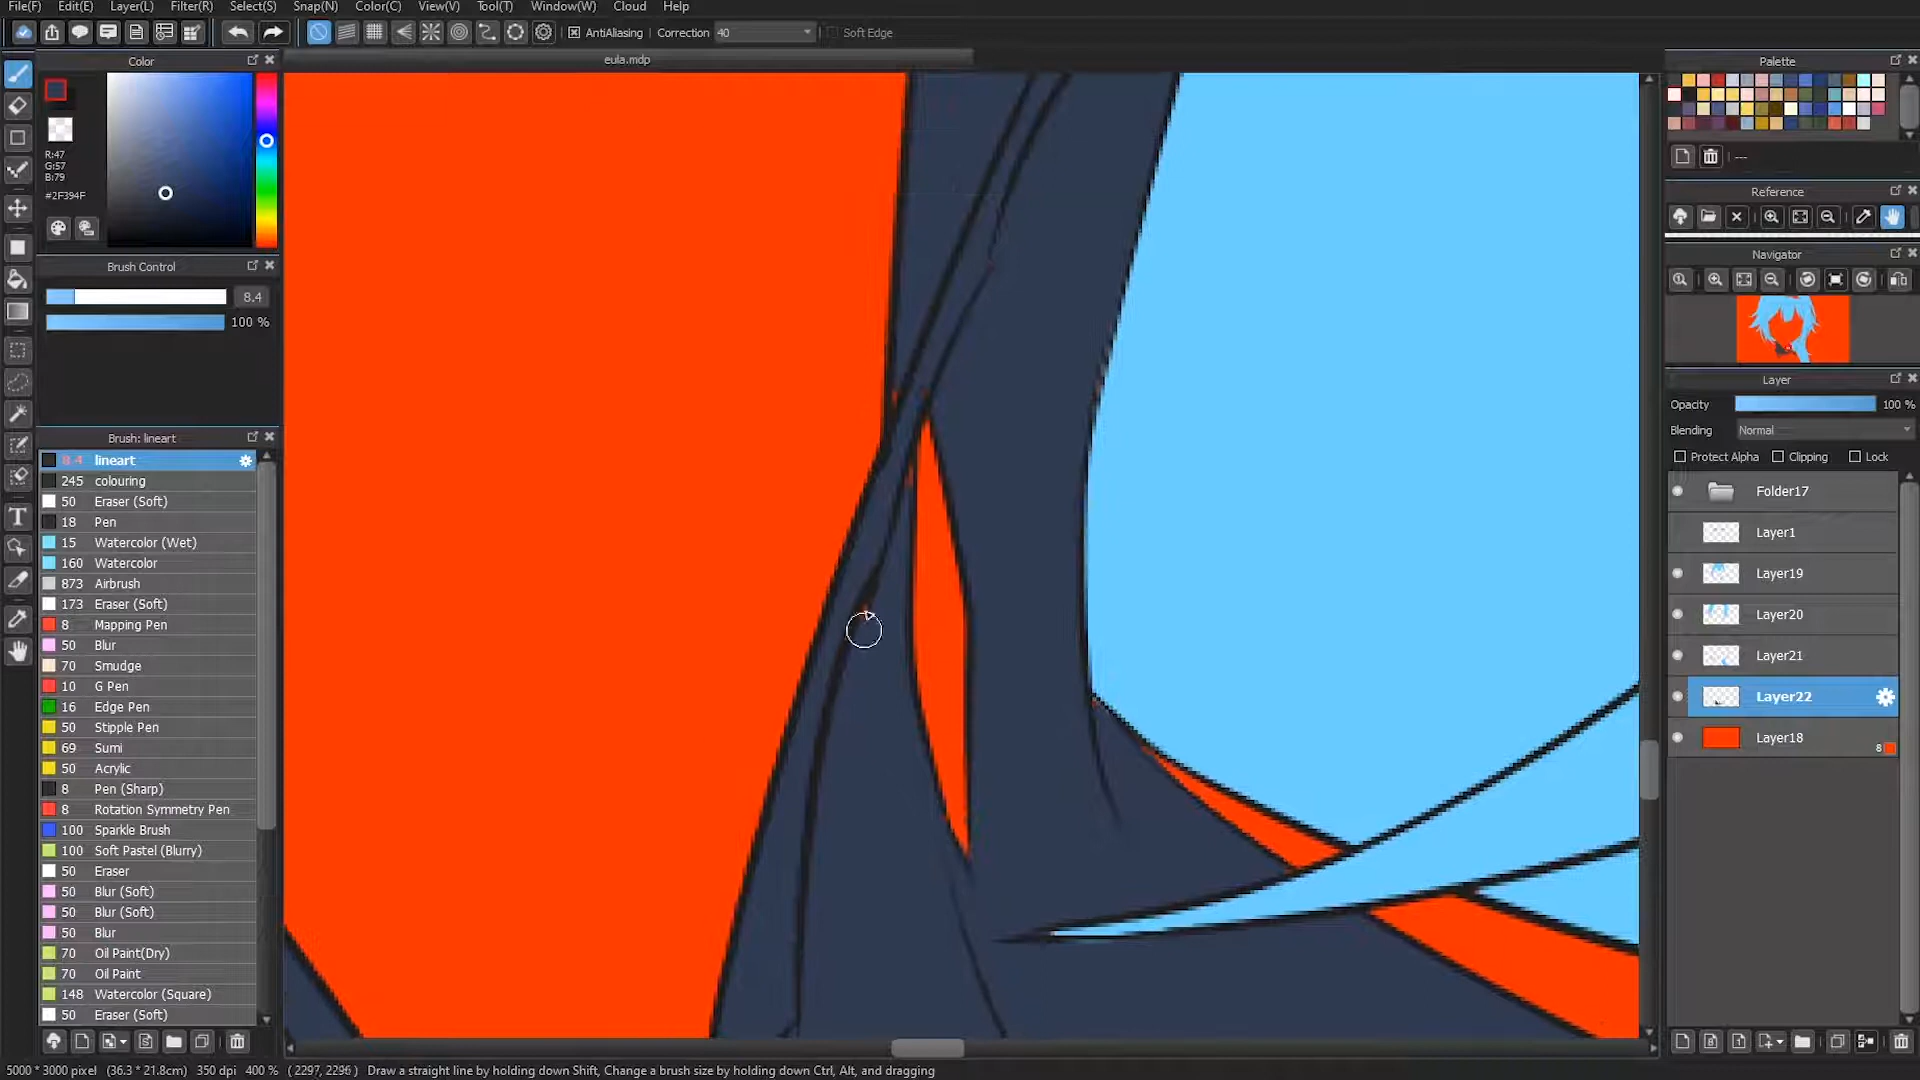 File(F) Edit(E) Layer(L) Filter(R) Select(S) Snap(N) Color(C) View(V) Tool(T) Window(W) Cloud Help
AntiAliasing Correction 40 Soft Edge
Color
eula.mdp
Palette
R:47
G:57
B:79
#2F394F
---
Reference
Navigator
Brush Control
8.4
100 %
Layer
Opacity 100 %
Blending Normal
Protect Alpha Clipping Lock
Brush: lineart
8.4 lineart
245 colouring
50 Eraser (Soft)
18 Pen
15 Watercolor (Wet)
160 Watercolor
873 Airbrush
173 Eraser (Soft)
8 Mapping Pen
50 Blur
70 Smudge
10 G Pen
16 Edge Pen
50 Stipple Pen
69 Sumi
50 Acrylic
8 Pen (Sharp)
8 Rotation Symmetry Pen
100 Sparkle Brush
100 Soft Pastel (Blurry)
50 Eraser
50 Blur (Soft)
50 Blur (Soft)
50 Blur
70 Oil Paint(Dry)
70 Oil Paint
148 Watercolor (Square)
50 Eraser (Soft)
Folder17
Layer1
Layer19
Layer20
Layer21
Layer22
Layer18
8
5000 * 3000 pixel (36.3 * 21.8cm) 350 dpi 400 % ( 2297, 2296 ) Draw a straight line by holding down Shift, Change a brush size by holding down Ctrl, Alt, and dragging